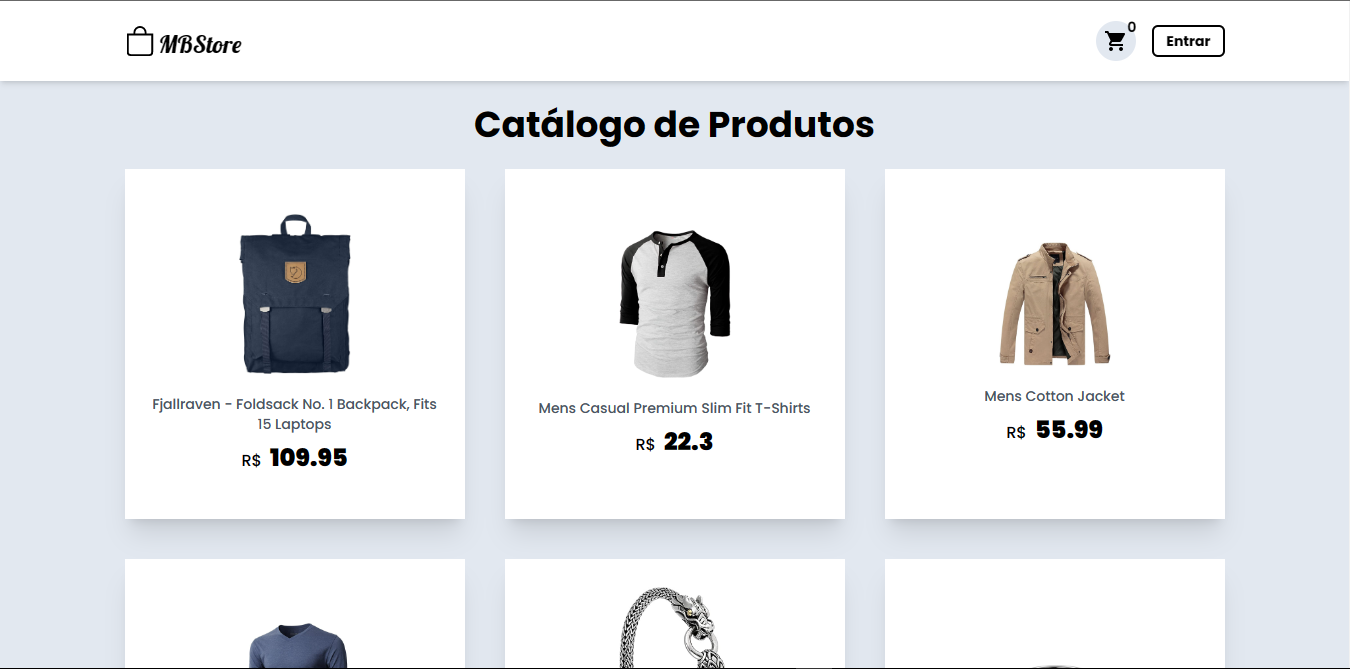 MBStore
0
Entrar
Catálogo de Produtos
Fjallraven - Foldsack No. 1 Backpack, Fits
15 Laptops
R$ 109.95
Mens Casual Premium Slim Fit T-Shirts
R$ 22.3
Mens Cotton Jacket
R$ 55.99